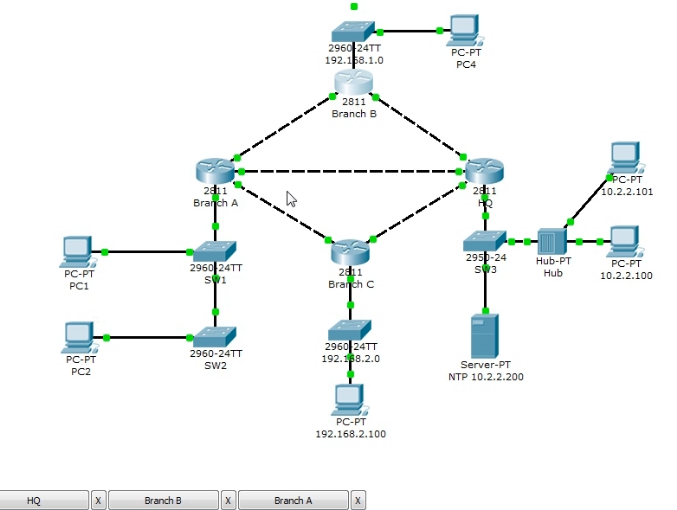 2960-24TT
192.168.1.0
PC-PT
PC4
2811
Branch B
PC-PT
10.2.2.101
2811
Branch A
2811
HQ
2960-24TT
SW1
2950-24
SW3
Hub-PT
Hub
PC-PT
10.2.2.100
PC-PT
PC1
2811
Branch C
2960-24TT
SW2
PC-PT
PC2
2960-24TT
192.168.2.0
Server-PT
NTP 10.2.2.200
PC-PT
192.168.2.100
HQ X Branch B X Branch A X